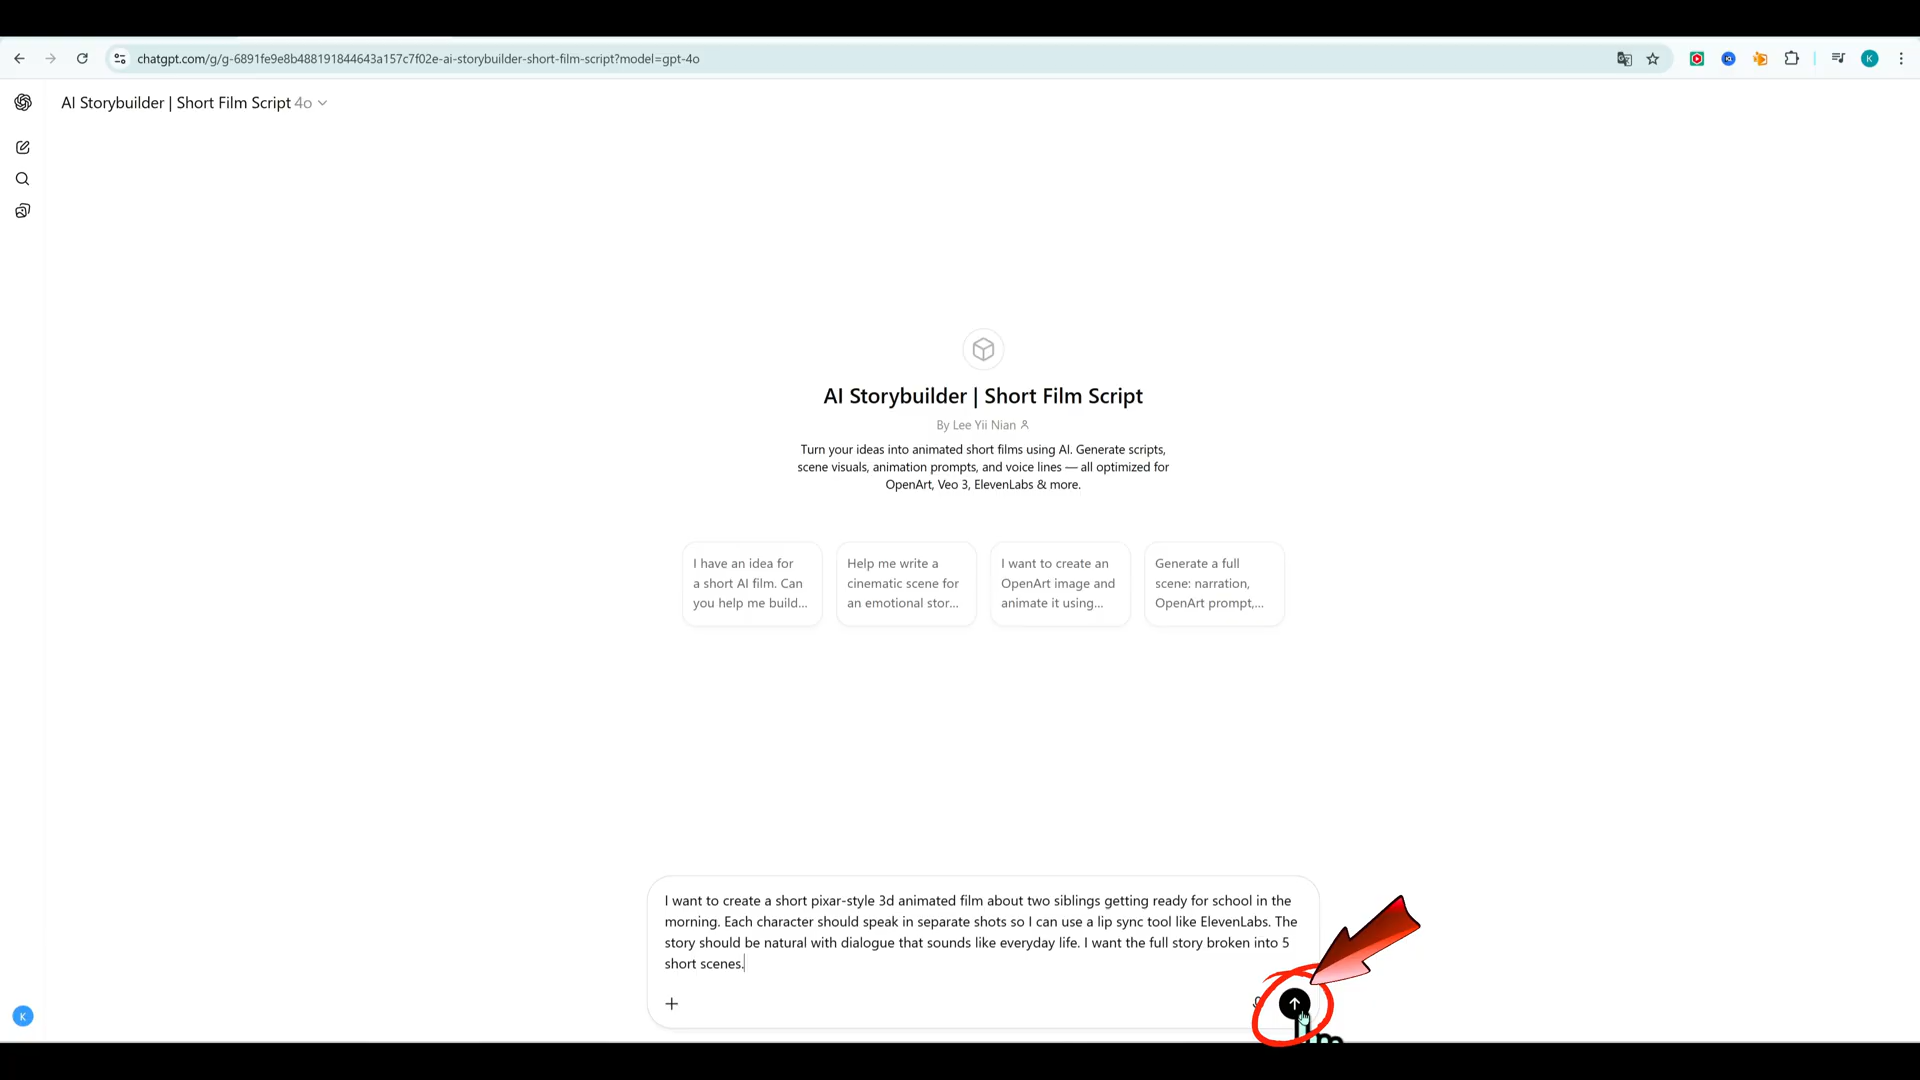 chatgpt.com/g/g-6891fe9e8b488191844643a157c7f02e-ai-storybuilder-short-film-script?model=gpt-4o
K
AI Storybuilder | Short Film Script 4o
AI Storybuilder | Short Film Script
By Lee Yii Nian
Turn your ideas into animated short films using AI. Generate scripts,
scene visuals, animation prompts, and voice lines — all optimized for
OpenArt, Veo 3, ElevenLabs & more.
I have an idea for
a short AI film. Can
you help me build...
Help me write a
cinematic scene for
an emotional stor...
I want to create an
OpenArt image and
animate it using...
Generate a full
scene: narration,
OpenArt prompt,...
I want to create a short pixar-style 3d animated film about two siblings getting ready for school in the
morning. Each character should speak in separate shots so I can use a lip sync tool like ElevenLabs. The
story should be natural with dialogue that sounds like everyday life. I want the full story broken into 5
short scenes.
K